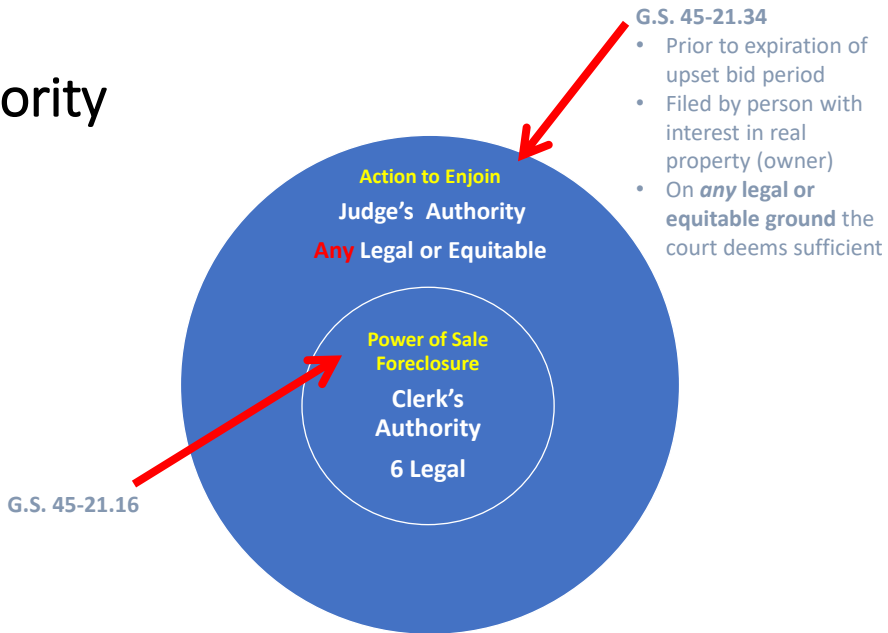 ority
G.S. 45-21.34
• Prior to expiration of
upset bid period
• Filed by person with
interest in real
property (owner)
• On any legal or
equitable ground the
court deems sufficient
Action to Enjoin
Judge's Authority
Any Legal or Equitable
Power of Sale
Foreclosure
Clerk's
Authority
6 Legal
G.S. 45-21.16